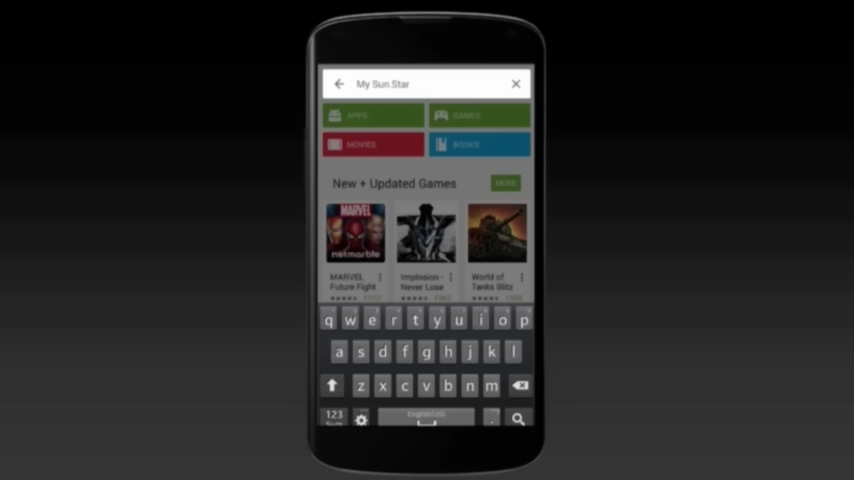 My Sun.Star
APPS
GAMES
MOVIES
BOOKS
New + Updated Games
MORE
MARVEL
netmarble
MARVEL
Future Fight
FREE
Implosion -
Never Lose
FREE
World of
Tanks Blitz
FREE
q w e r t y u i o p
a s d f g h j k l
z x c v b n m
123
Sym
English(US)
.